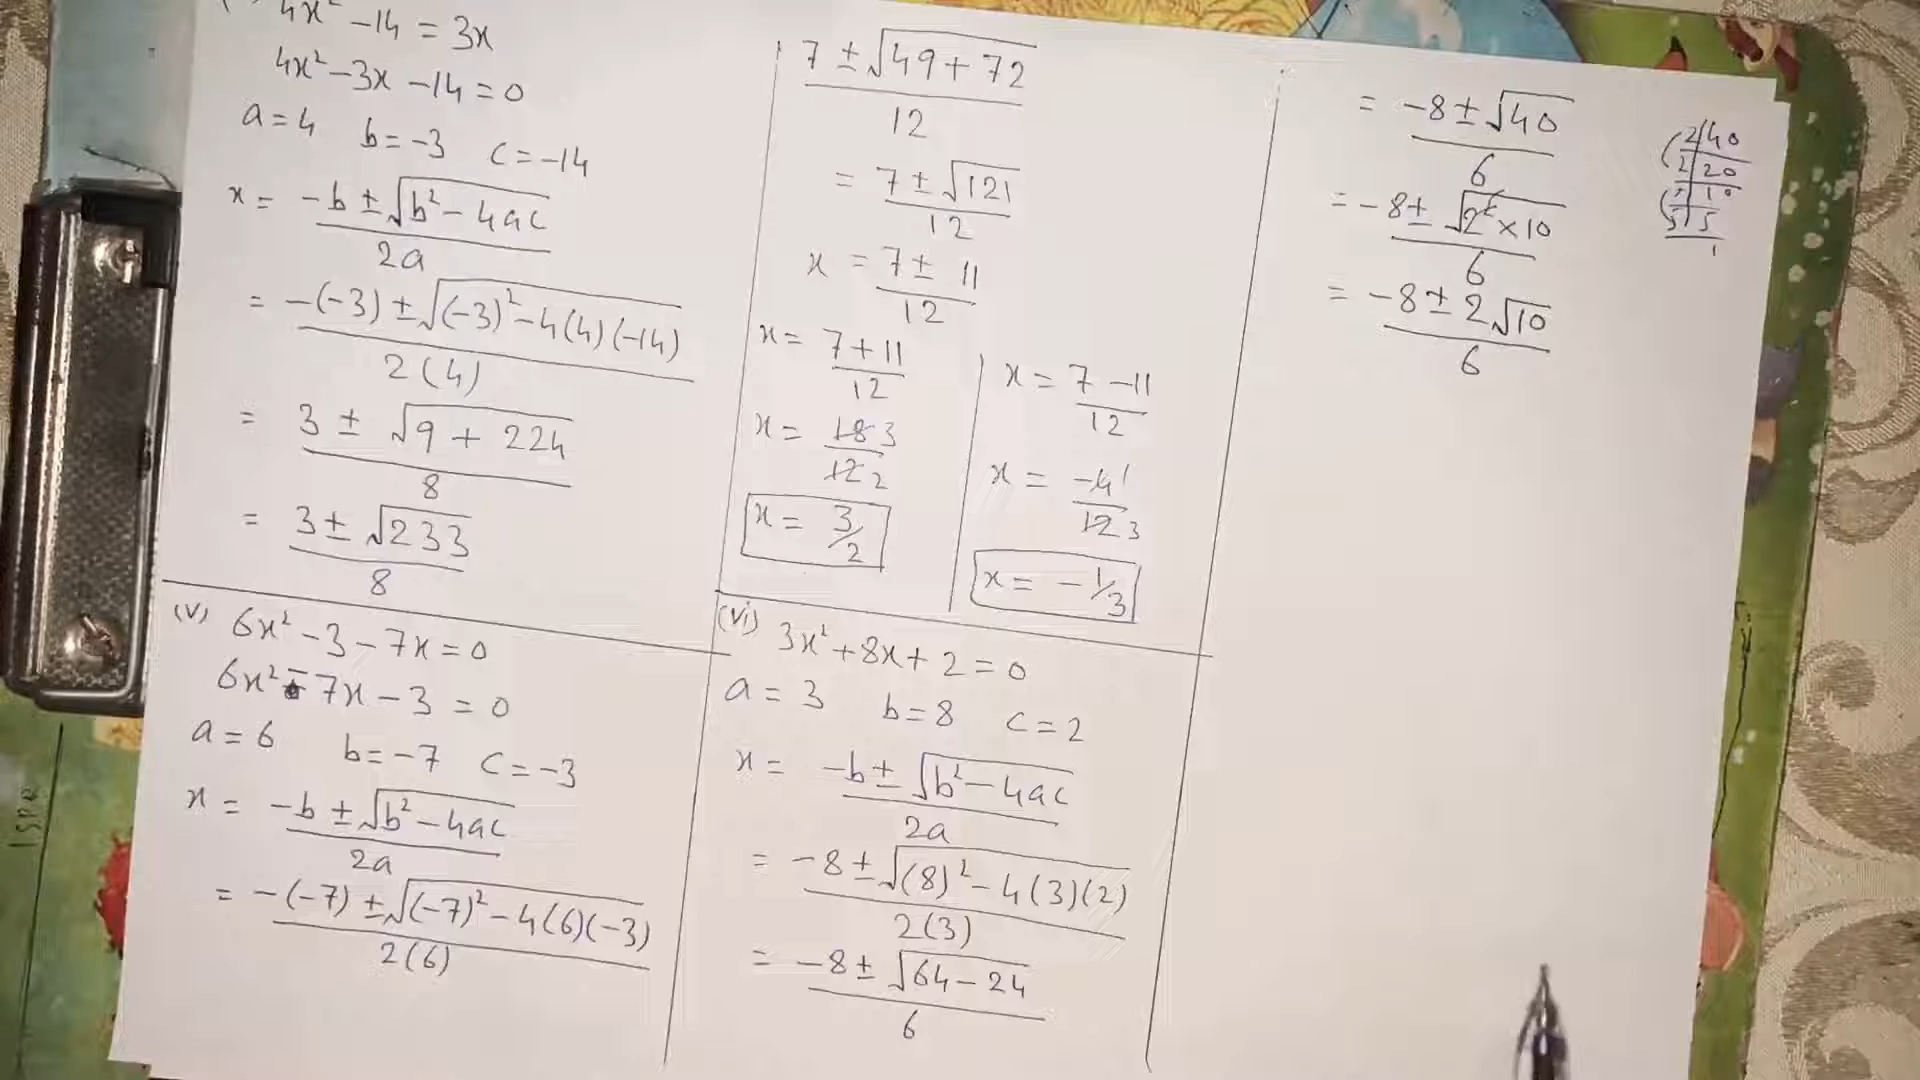 4x² - 14 = 3x
4x² - 3x - 14 = 0
a = 4 b = -3 c = -14
x = -b ± √b² - 4ac
2a
= -(-3) ± √(-3)² - 4(4)(-14)
2(4)
= 3 ± √9 + 224
8
= 3 ± √233
8
(v) 6x² - 3 - 7x = 0
6x² - 7x - 3 = 0
a = 6 b = -7 c = -3
x = -b ± √b² - 4ac
2a
= -(-7) ± √(-7)² - 4(6)(-3)
2(6)
7 ± √49 + 72
12
= 7 ± √121
12
x = 7 ± 11
12
x = 7 + 11
12
x = 18 3
12 2
x = 3/2
x = 7 - 11
12
x = -4 1
12 3
x = -1/3
(vi) 3x² + 8x + 2 = 0
a = 3 b = 8 c = 2
x = -b ± √b² - 4ac
2a
= -8 ± √(8)² - 4(3)(2)
2(3)
= -8 ± √64 - 24
6
= -8 ± √40
6
= -8 ± √2² × 10
6
= -8 ± 2√10
6
2 40
2 20
2 10
5 5
1